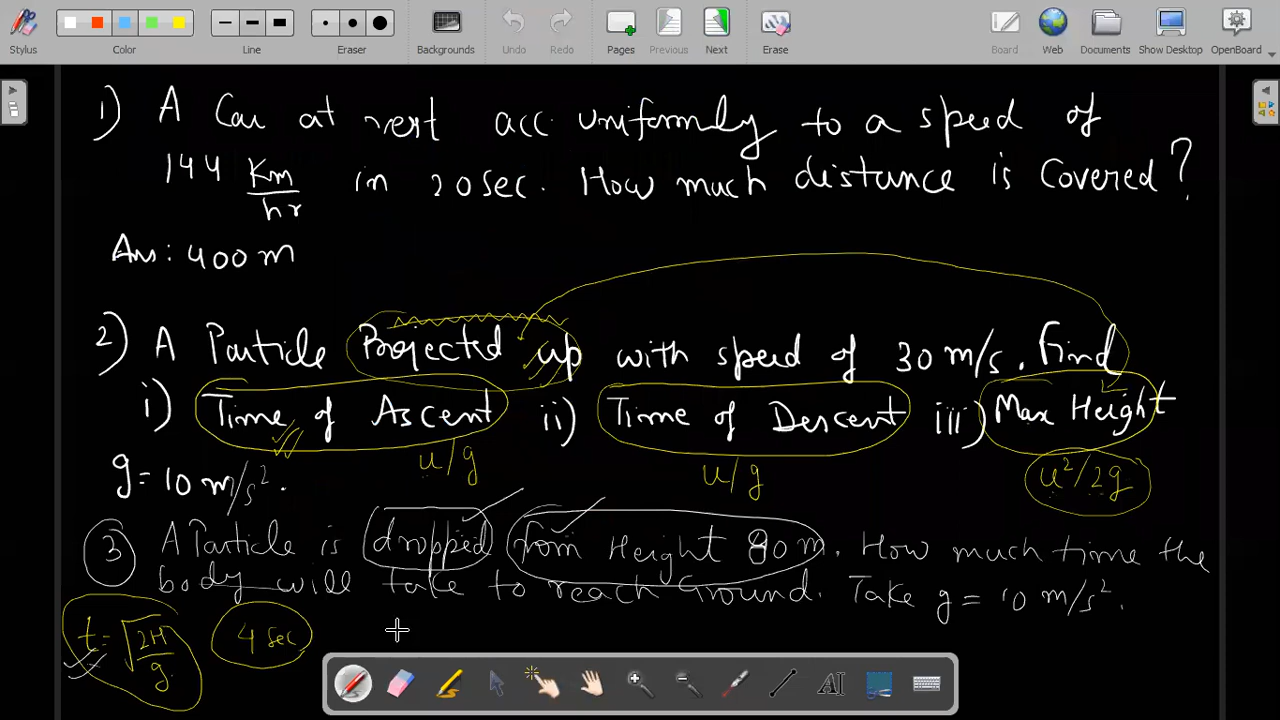 Stylus
Color
Line
Eraser
Backgrounds
Undo
Redo
Pages
Previous
Next
Erase
Board
Web
Documents
Show Desktop
OpenBoard
1) A Car at rest acc uniformly to a speed of
144 Km/hr in 20sec. How much distance is Covered?
Ans: 400m
2) A Particle Projected up with speed of 30 m/s. Find
i) Time of Ascent ii) Time of Descent iii) Max Height
u/g u/g u²/2g
g = 10 m/s².
3 A Particle is dropped from Height 80 m. How much time the
body will take to reach Ground. Take g = 10 m/s².
t = √2H/g 4 sec
AI